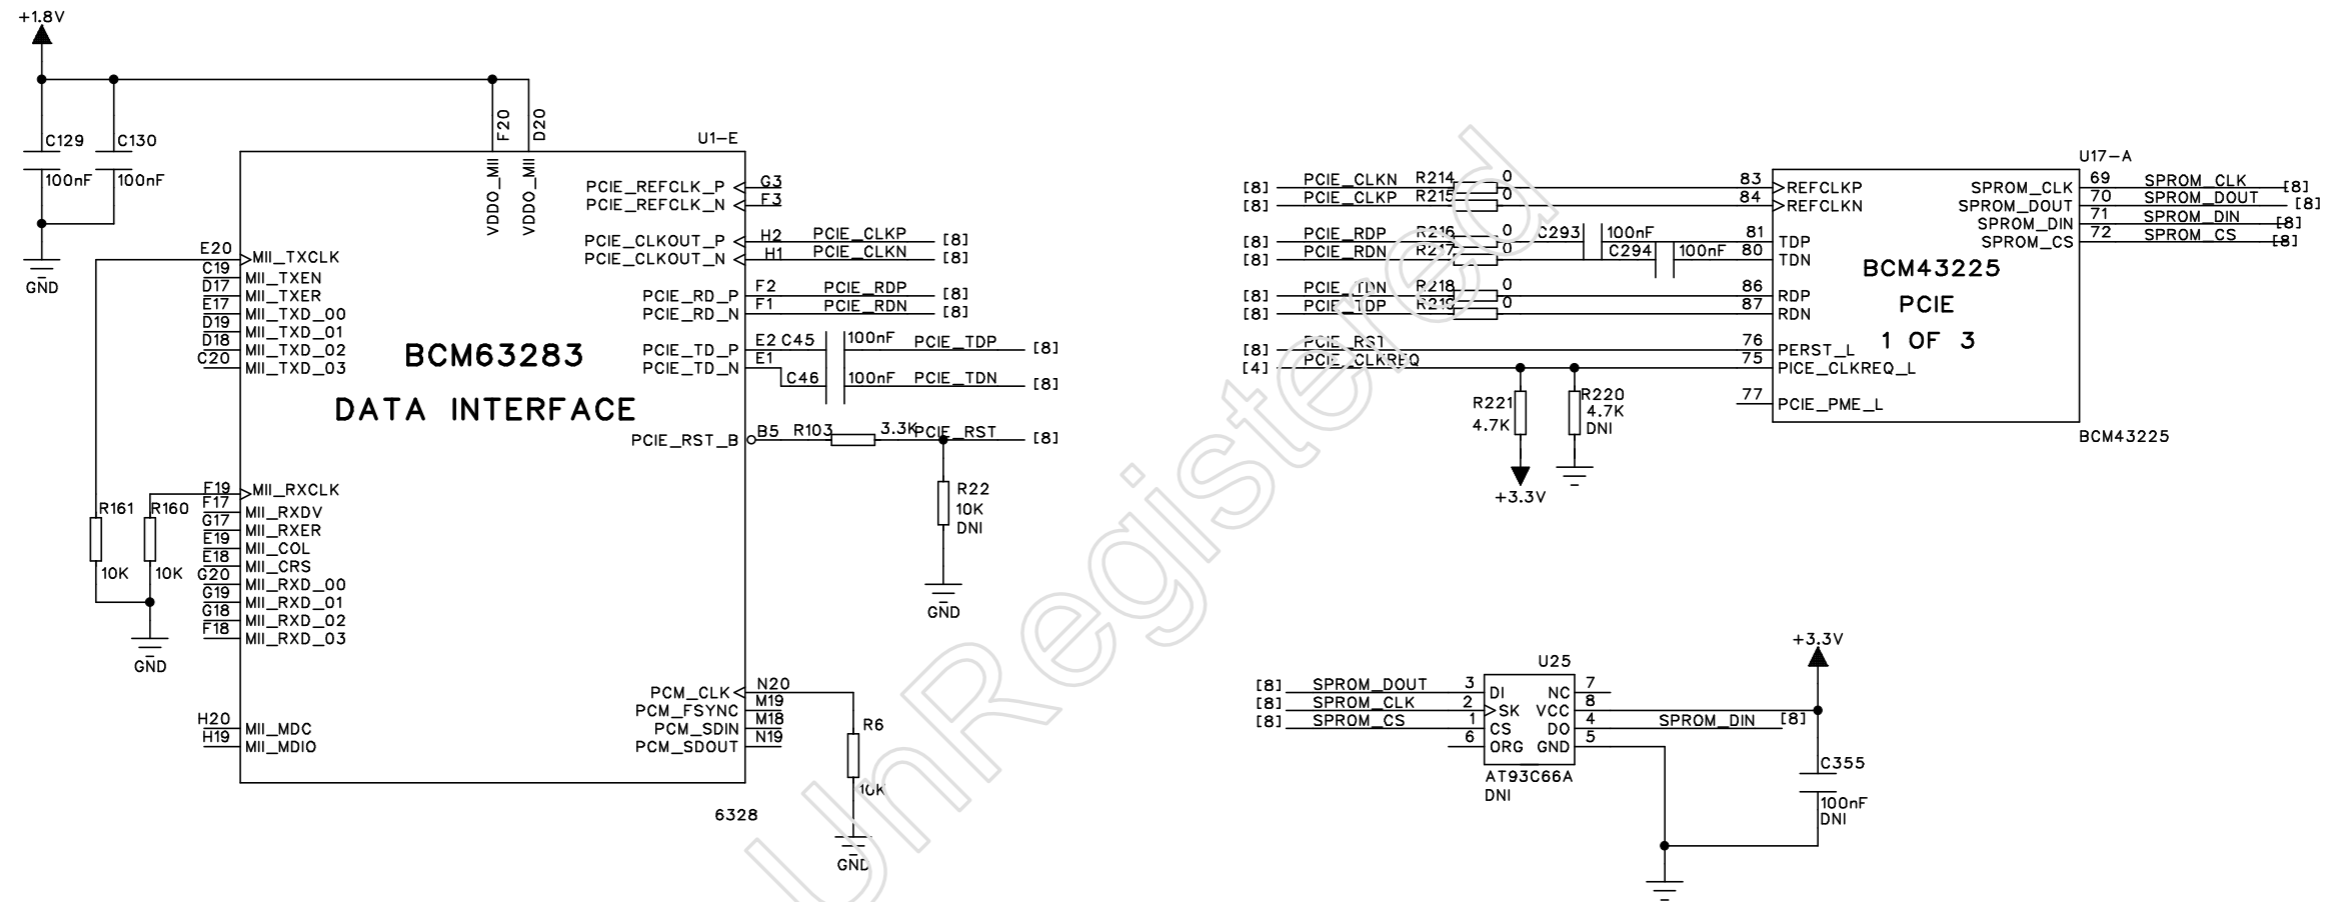 +1.8V
C129
100nF
C130
100nF
GND
F20
D20
VDDO_MII
VDDO_MII
U1-E
BCM63283
DATA INTERFACE
6328
E20 MII_TXCLK
C19 MII_TXEN
D17 MII_TXER
E17 MII_TXD_00
D19 MII_TXD_01
D18 MII_TXD_02
C20 MII_TXD_03
F19 MII_RXCLK
F17 MII_RXDV
G17 MII_RXER
E19 MII_COL
E18 MII_CRS
G20 MII_RXD_00
G19 MII_RXD_01
G18 MII_RXD_02
F18 MII_RXD_03
H20 MII_MDC
H19 MII_MDIO
R161
10K
R160
10K
GND
PCIE_REFCLK_P G3
PCIE_REFCLK_N F3
PCIE_CLKOUT_P H2 PCIE_CLKP [8]
PCIE_CLKOUT_N H1 PCIE_CLKN [8]
PCIE_RD_P F2 PCIE_RDP [8]
PCIE_RD_N F1 PCIE_RDN [8]
PCIE_TD_P E2 C45 100nF PCIE_TDP [8]
PCIE_TD_N E1 C46 100nF PCIE_TDN [8]
PCIE_RST_B B5 R103 3.3K PCIE_RST [8]
R22
10K
DNI
GND
PCM_CLK N20
PCM_FSYNC M19
PCM_SDIN M18
PCM_SDOUT N19
R6
10K
GND
[8] PCIE_CLKN R214 0 83 REFCLKP
[8] PCIE_CLKP R215 0 84 REFCLKN
[8] PCIE_RDP R216 0 C293 100nF 81 TDP
[8] PCIE_RDN R217 0 C294 100nF 80 TDN
[8] PCIE_TDN R218 0 86 RDP
[8] PCIE_TDP R219 0 87 RDN
[8] PCIE_RST 76 PERST_L
[4] PCIE_CLKREQ 75 PICE_CLKREQ_L
77 PCIE_PME_L
R221
4.7K
+3.3V
R220
4.7K
DNI
U17-A
BCM43225
PCIE
1 OF 3
BCM43225
SPROM_CLK 69 SPROM_CLK [8]
SPROM_DOUT 70 SPROM_DOUT [8]
SPROM_DIN 71 SPROM_DIN [8]
SPROM_CS 72 SPROM_CS [8]
U25
[8] SPROM_DOUT 3 DI NC 7
[8] SPROM_CLK 2 SK VCC 8
[8] SPROM_CS 1 CS DO 4 SPROM_DIN [8]
6 ORG GND 5
AT93C66A
DNI
+3.3V
C355
100nF
DNI
UnRegistered